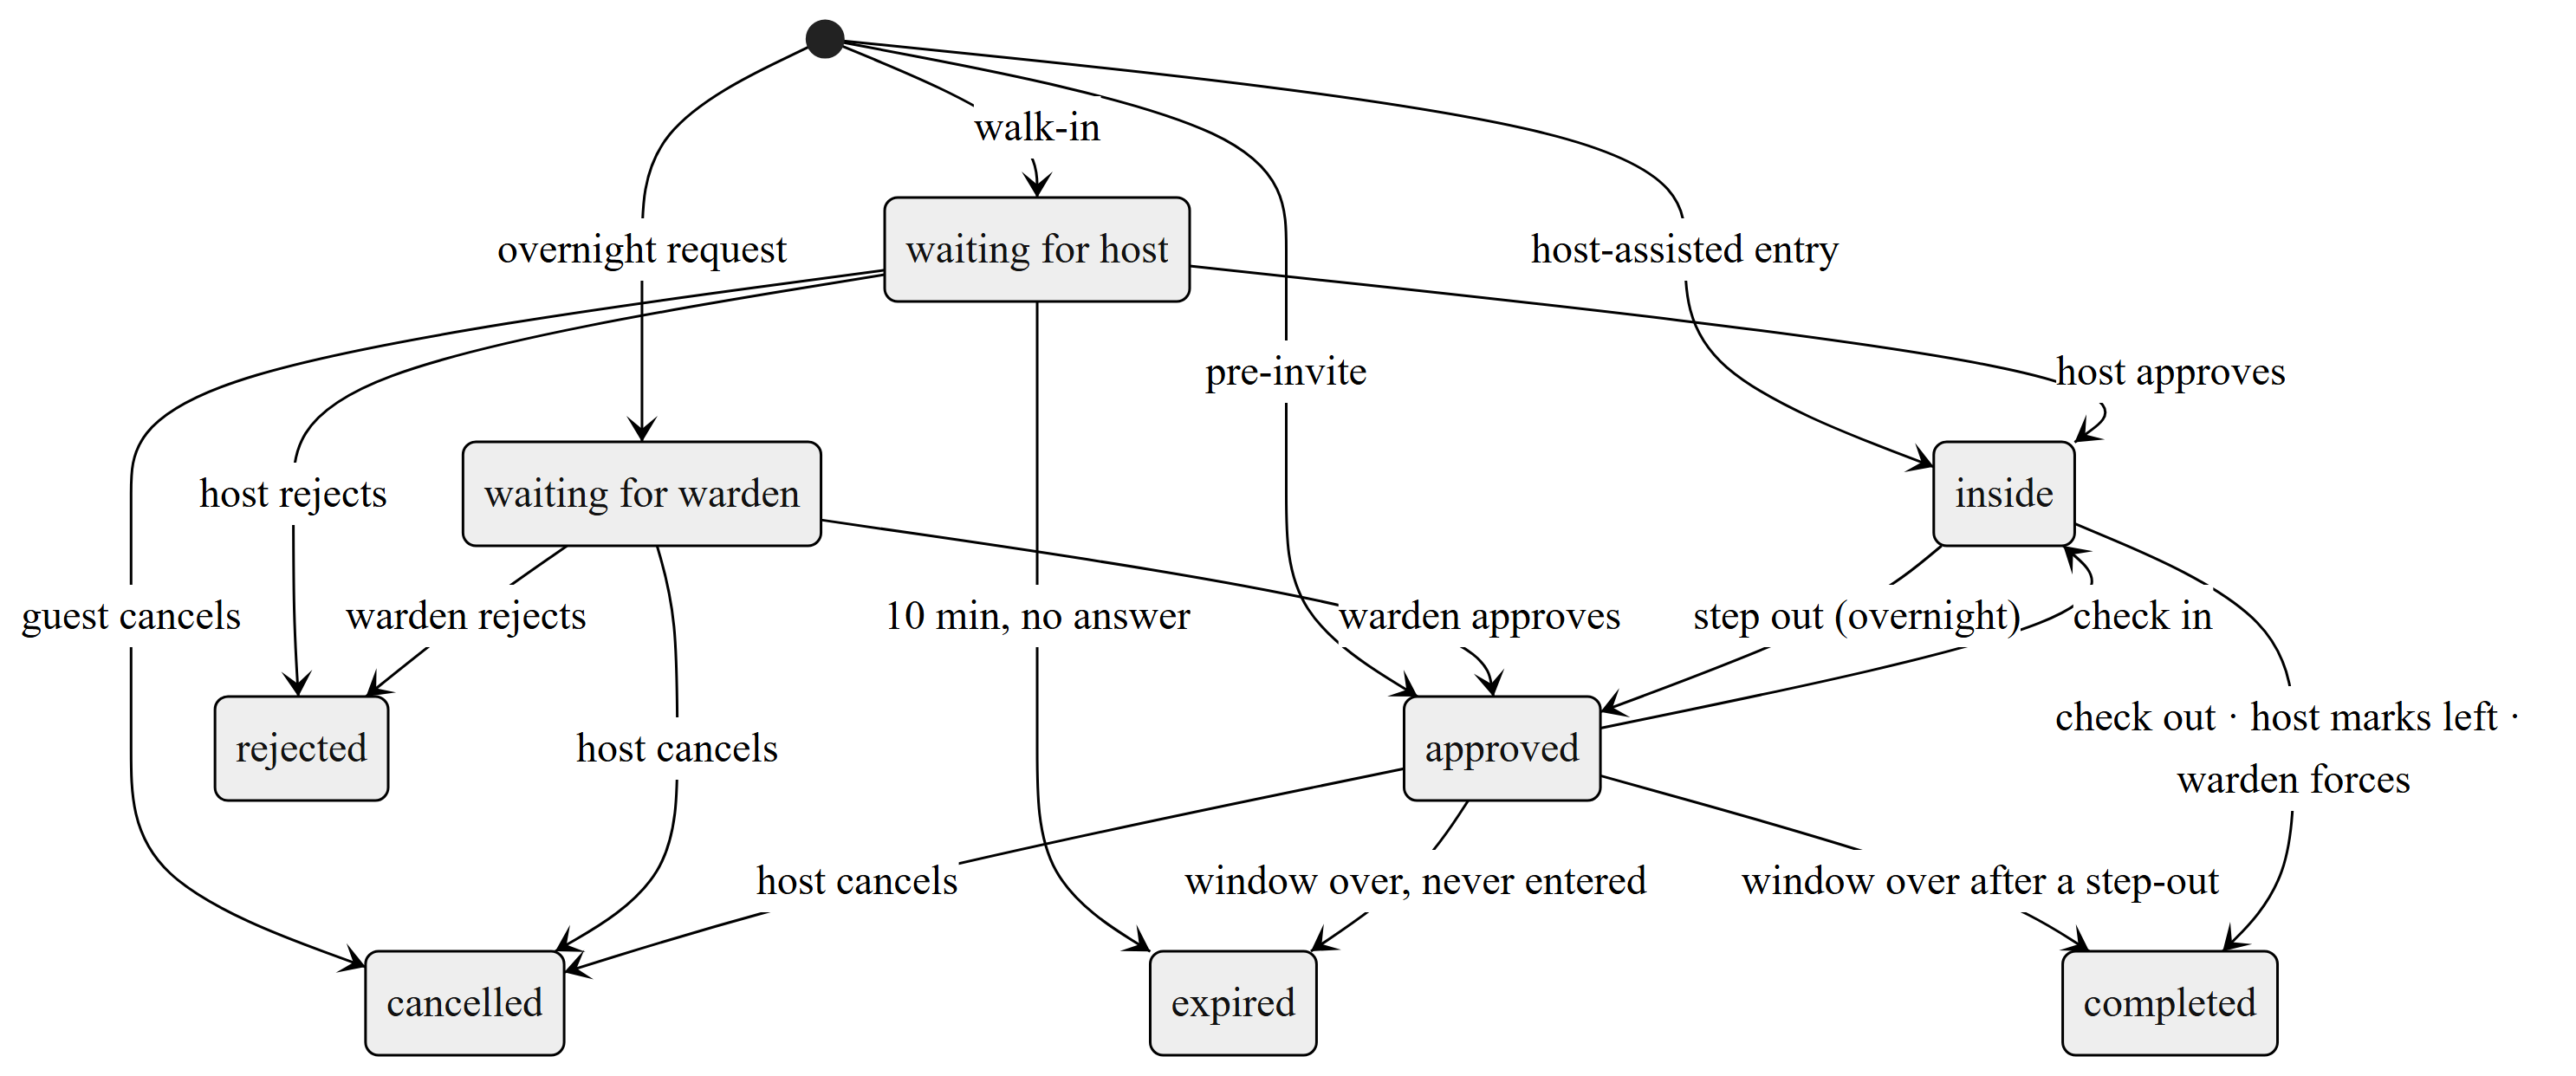 walk-in
overnight request
waiting for host
host-assisted entry
pre-invite
host approves
host rejects
waiting for warden
inside
guest cancels
warden rejects
10 min, no answer
warden approves
step out (overnight)
check in
rejected
host cancels
approved
check out · host marks left ·
warden forces
host cancels
window over, never entered
window over after a step-out
cancelled
expired
completed